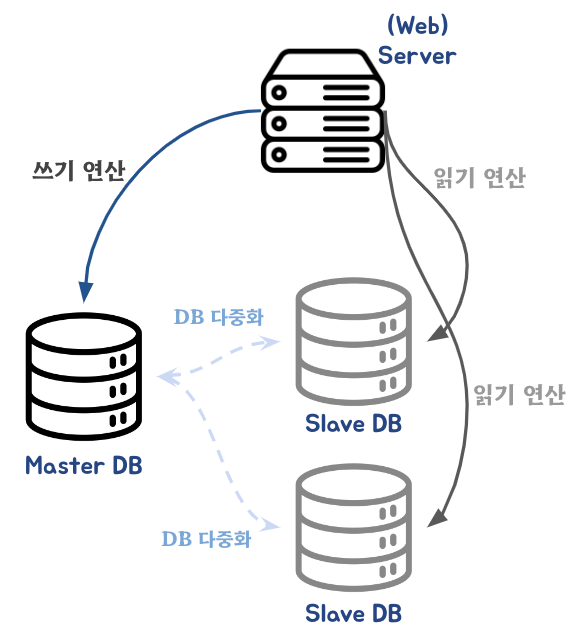 (Web)
Server
쓰기 연산
읽기 연산
DB 다중화
읽기 연산
Slave DB
Master DB
DB 다중화
Slave DB